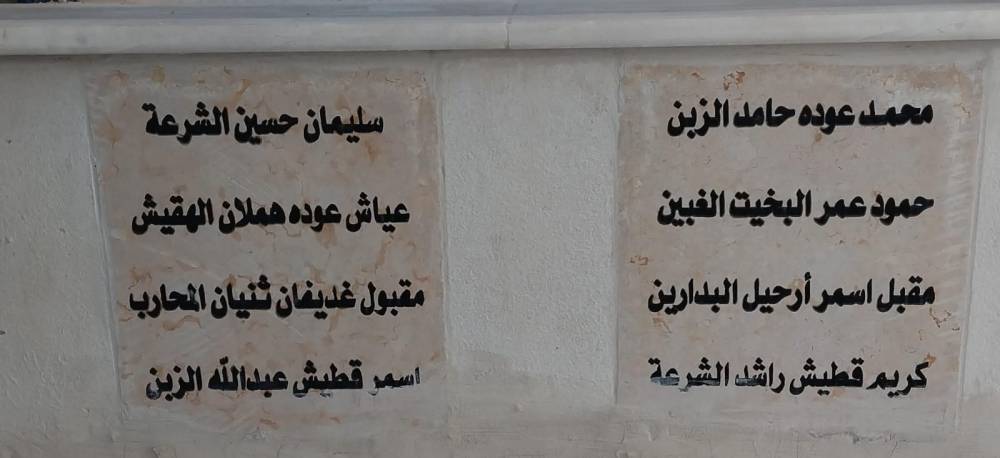 محمد عوده حامد الزبن
حمود عمر البخيت الغبين
مقبل اسمر أرحيل البدارين
كريم قطيش راشد الشرعة
سليمان حسين الشرعة
عياش عوده هملان الهقيش
مقبول غديفان ثنيان المحارب
اسمر قطيش عبدالله الزبن